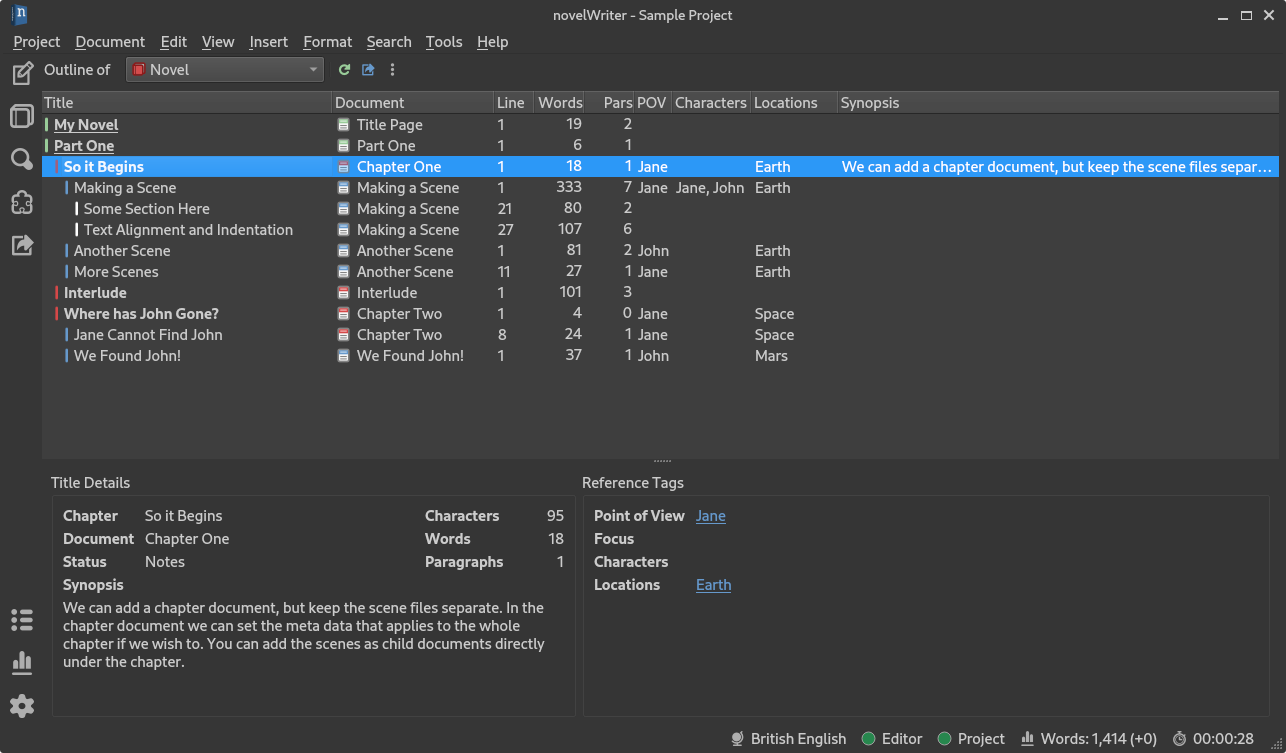 n
novelWriter - Sample Project
Project Document Edit View Insert Format Search Tools Help
Outline of Novel
Title Document Line Words Pars POV Characters Locations Synopsis
My Novel Title Page 1 19 2
Part One Part One 1 6 1
So it Begins Chapter One 1 18 1 Jane Earth We can add a chapter document, but keep the scene files separ...
Making a Scene Making a Scene 1 333 7 Jane Jane, John Earth
Some Section Here Making a Scene 21 80 2
Text Alignment and Indentation Making a Scene 27 107 6
Another Scene Another Scene 1 81 2 John Earth
More Scenes Another Scene 11 27 1 Jane Earth
Interlude Interlude 1 101 3
Where has John Gone? Chapter Two 1 4 0 Jane Space
Jane Cannot Find John Chapter Two 8 24 1 Jane Space
We Found John! We Found John! 1 37 1 John Mars
Title Details
Chapter So it Begins Characters 95
Document Chapter One Words 18
Status Notes Paragraphs 1
Synopsis
We can add a chapter document, but keep the scene files separate. In the
chapter document we can set the meta data that applies to the whole
chapter if we wish to. You can add the scenes as child documents directly
under the chapter.
Reference Tags
Point of View Jane
Focus
Characters
Locations Earth
British English Editor Project Words: 1,414 (+0) 00:00:28